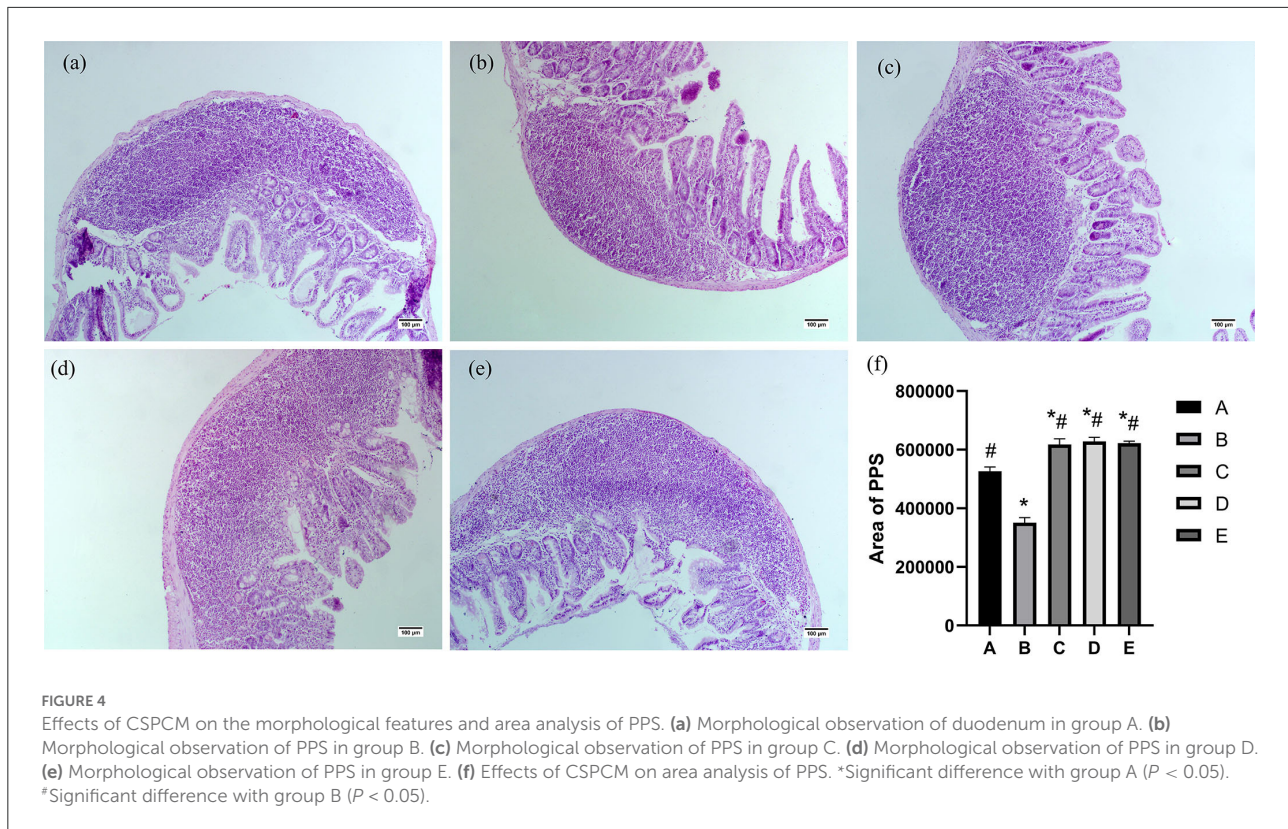 (a)
(b)
(c)
100 μm
100 μm
100 μm
(d)
(e)
(f)
100 μm
100 μm
800000
600000
400000
200000
0
Area of PPS
#
*
*#
*#
*#
A
B
C
D
E
A
B
C
D
E
FIGURE 4
Effects of CSPCM on the morphological features and area analysis of PPS. (a) Morphological observation of duodenum in group A. (b)
Morphological observation of PPS in group B. (c) Morphological observation of PPS in group C. (d) Morphological observation of PPS in group D.
(e) Morphological observation of PPS in group E. (f) Effects of CSPCM on area analysis of PPS. *Significant difference with group A (P < 0.05).
#Significant difference with group B (P < 0.05).